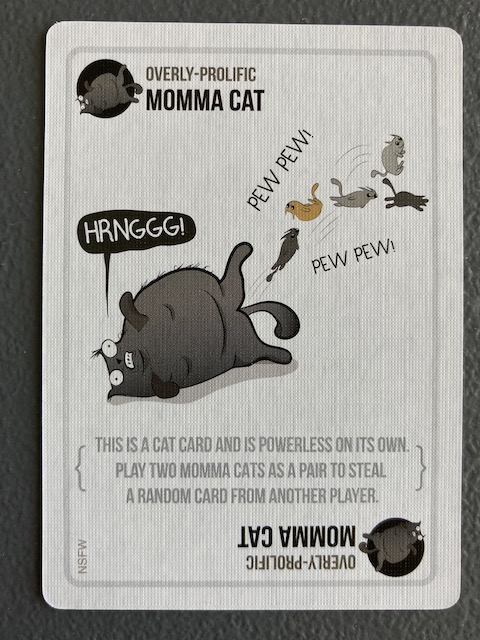 OVERLY-PROLIFIC
MOMMA CAT
PEW PEW!
HRNGGG!
PEW PEW!
THIS IS A CAT CARD AND IS POWERLESS ON ITS OWN.
PLAY TWO MOMMA CATS AS A PAIR TO STEAL
A RANDOM CARD FROM ANOTHER PLAYER.
NSFW
OVERLY-PROLIFIC
MOMMA CAT